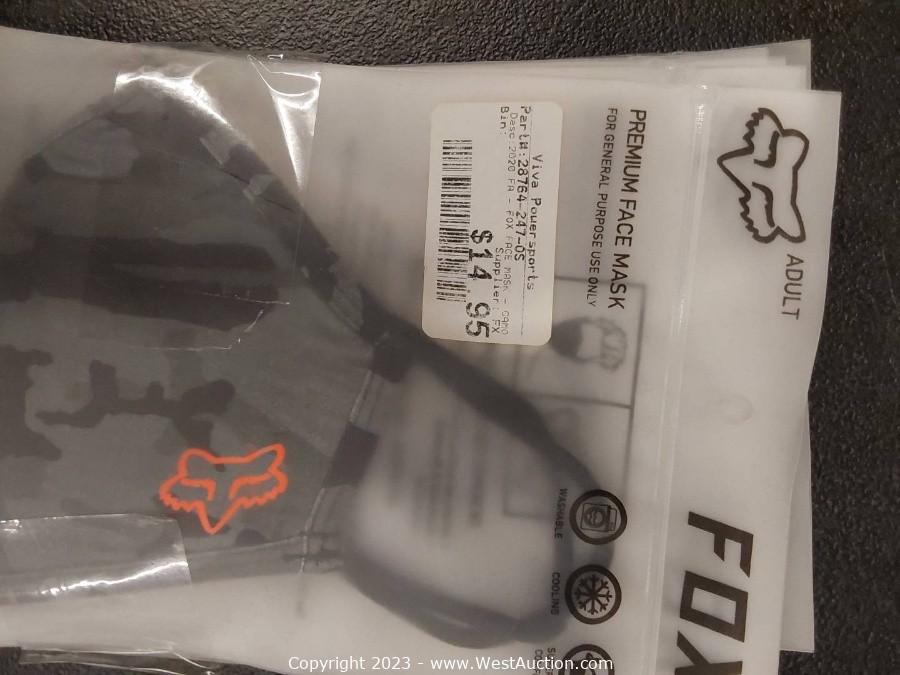 ADULT
FOX
PREMIUM FACE MASK
FOR GENERAL PURPOSE USE ONLY
Viva Powersports
Part#:28764-247-OS
Desc:2020 FA - FOX FACE MASK - CAMO
Bin: Supplier: FX
$14.95
WASHABLE
COOLING
Copyright 2023 - www.WestAuction.com